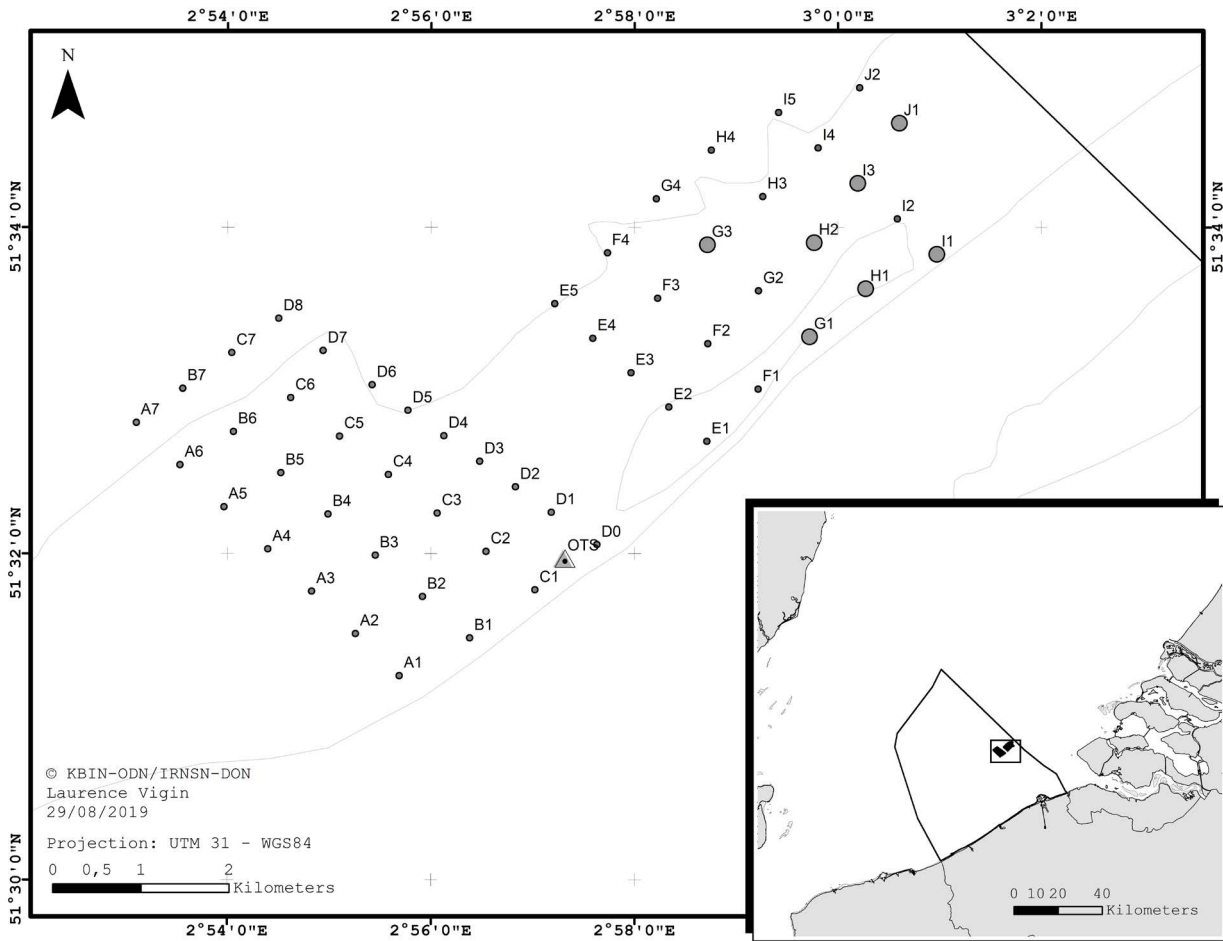 2°54'0"E 2°56'0"E 2°58'0"E 3°0'0"E 3°2'0"E
N
J2
I5
J1
H4
I4
I3
G4
H3
51°34'0"N
I2
51°34'0"N
G3
H2
F4
I1
G2
H1
F3
E5
D8
G1
E4
F2
C7
D7
E3
B7
D6
F1
C6
E2
D5
A7
B6
D4
C5
E1
A6
D3
B5
C4
D2
A5
B4
C3
D1
51°32'0"N
A4
B3
C2
OTS
D0
A3
B2
C1
A2
B1
A1
© KBIN-ODN/IRNSN-DON
Laurence Vigin
29/08/2019
Projection: UTM 31 - WGS84
0 0,5 1 2
Kilometers
51°30'0"N
0 10 20 40
Kilometers
2°54'0"E 2°56'0"E 2°58'0"E